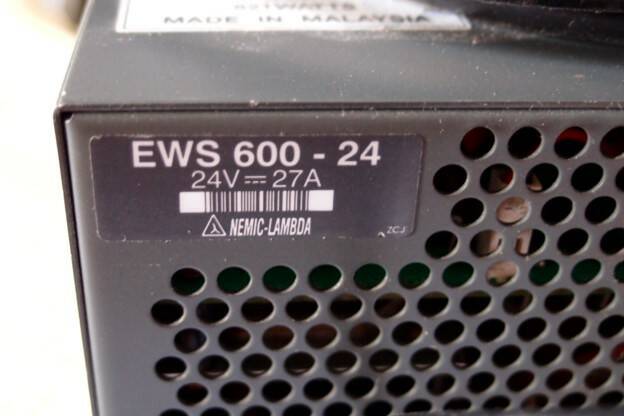 MADE IN MALAYSIA
EWS 600 - 24
24V⎓27A
NEMIC-LAMBDA
ZCJ